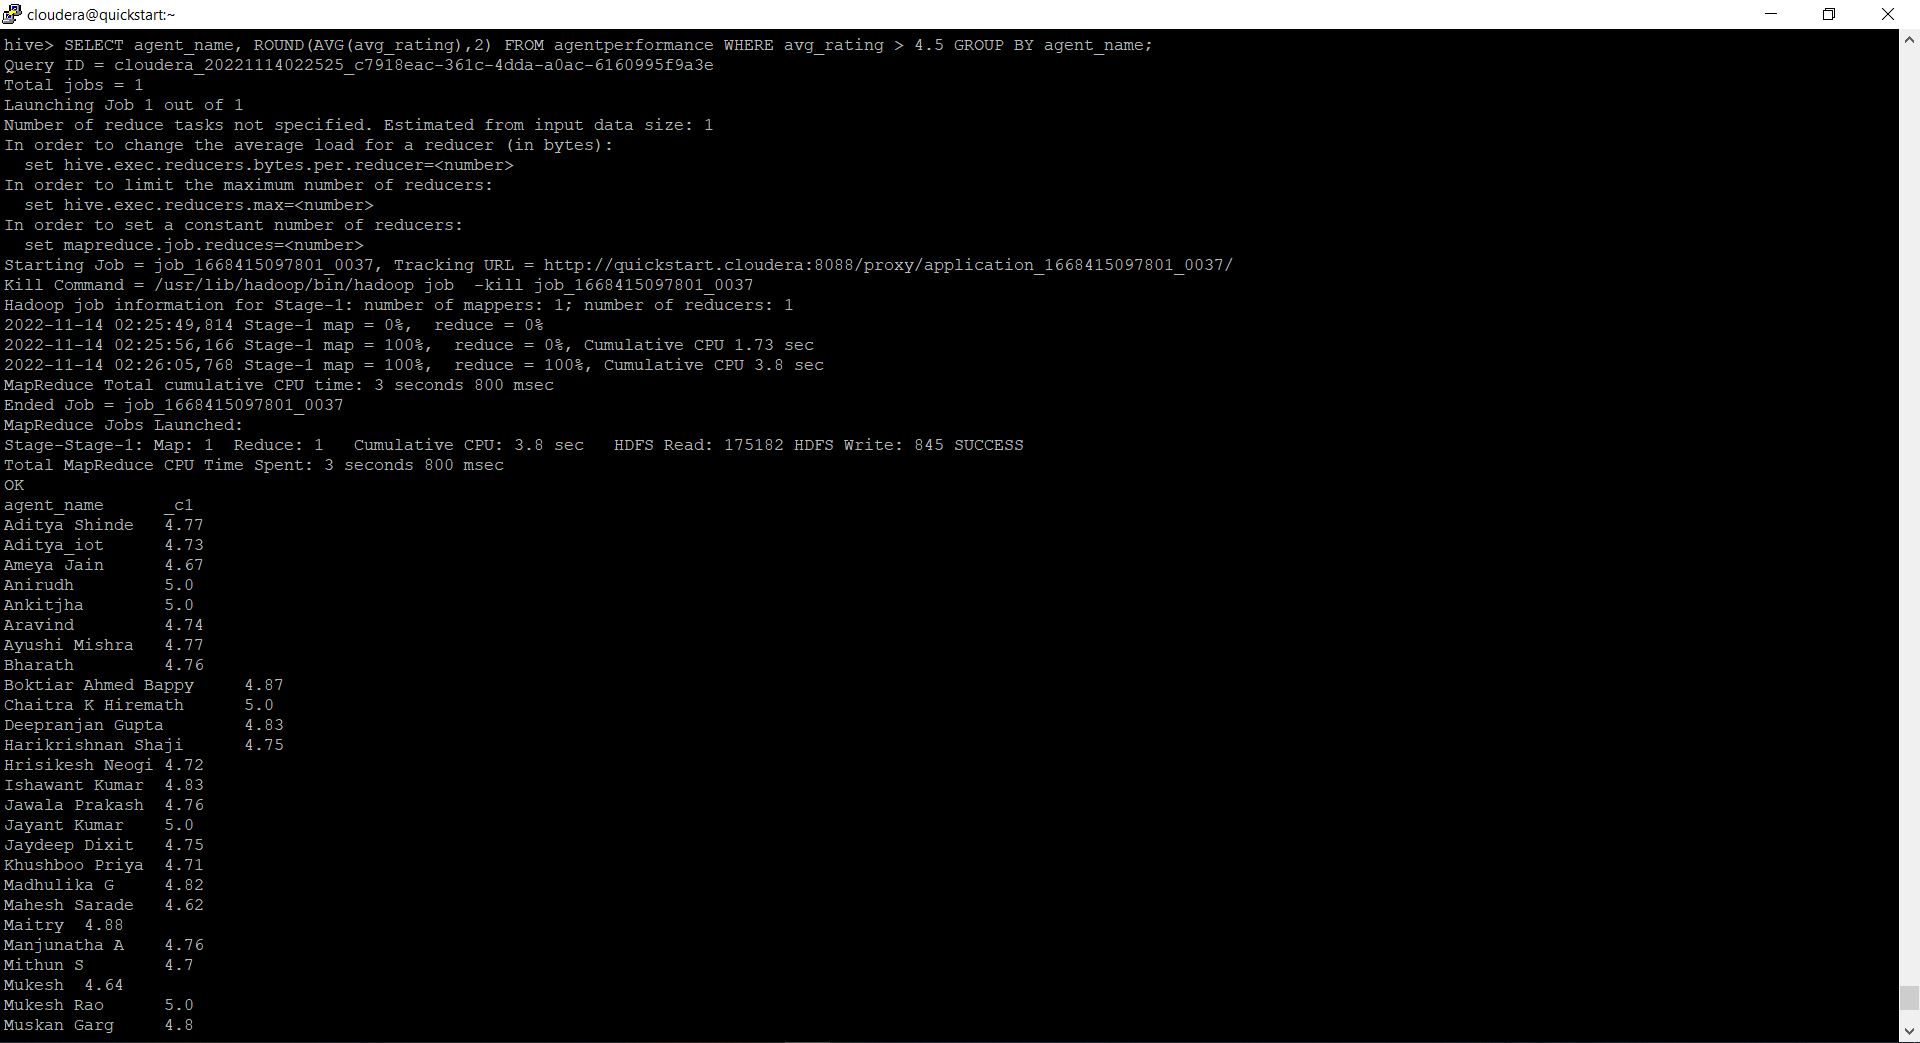 cloudera@quickstart:~
hive> SELECT agent_name, ROUND(AVG(avg_rating),2) FROM agentperformance WHERE avg_rating > 4.5 GROUP BY agent_name;
Query ID = cloudera_20221114022525_c7918eac-361c-4dda-a0ac-6160995f9a3e
Total jobs = 1
Launching Job 1 out of 1
Number of reduce tasks not specified. Estimated from input data size: 1
In order to change the average load for a reducer (in bytes):
  set hive.exec.reducers.bytes.per.reducer=<number>
In order to limit the maximum number of reducers:
  set hive.exec.reducers.max=<number>
In order to set a constant number of reducers:
  set mapreduce.job.reduces=<number>
Starting Job = job_1668415097801_0037, Tracking URL = http://quickstart.cloudera:8088/proxy/application_1668415097801_0037/
Kill Command = /usr/lib/hadoop/bin/hadoop job  -kill job_1668415097801_0037
Hadoop job information for Stage-1: number of mappers: 1; number of reducers: 1
2022-11-14 02:25:49,814 Stage-1 map = 0%,  reduce = 0%
2022-11-14 02:25:56,166 Stage-1 map = 100%,  reduce = 0%, Cumulative CPU 1.73 sec
2022-11-14 02:26:05,768 Stage-1 map = 100%,  reduce = 100%, Cumulative CPU 3.8 sec
MapReduce Total cumulative CPU time: 3 seconds 800 msec
Ended Job = job_1668415097801_0037
MapReduce Jobs Launched:
Stage-Stage-1: Map: 1  Reduce: 1   Cumulative CPU: 3.8 sec   HDFS Read: 175182 HDFS Write: 845 SUCCESS
Total MapReduce CPU Time Spent: 3 seconds 800 msec
OK
agent_name      _c1
Aditya Shinde   4.77
Aditya_iot      4.73
Ameya Jain      4.67
Anirudh         5.0
Ankitjha        5.0
Aravind         4.74
Ayushi Mishra   4.77
Bharath         4.76
Boktiar Ahmed Bappy     4.87
Chaitra K Hiremath      5.0
Deepranjan Gupta        4.83
Harikrishnan Shaji      4.75
Hrisikesh Neogi 4.72
Ishawant Kumar  4.83
Jawala Prakash  4.76
Jayant Kumar    5.0
Jaydeep Dixit   4.75
Khushboo Priya  4.71
Madhulika G     4.82
Mahesh Sarade   4.62
Maitry  4.88
Manjunatha A    4.76
Mithun S        4.7
Mukesh  4.64
Mukesh Rao      5.0
Muskan Garg     4.8